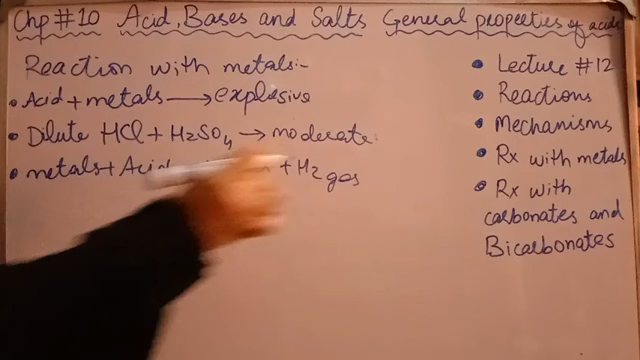 Chp #10 Acid, Bases and Salts General properties of acids
Reaction with metals:-
• Acid + metals → explosive
• Dilute HCl + H₂SO₄ → moderate
• metals + Acid + H₂ gas
• Lecture #12
• Reactions
• Mechanisms
• Rx with metals
• Rx with
carbonates and
Bicarbonates